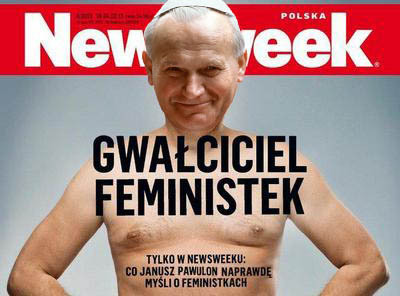 POLSKA
Newsweek
GWAŁCICIEL
FEMINISTEK
TYLKO W NEWSWEEKU:
CO JANUSZ PAWULON NAPRAWDĘ
MYŚLI O FEMINISTKACH